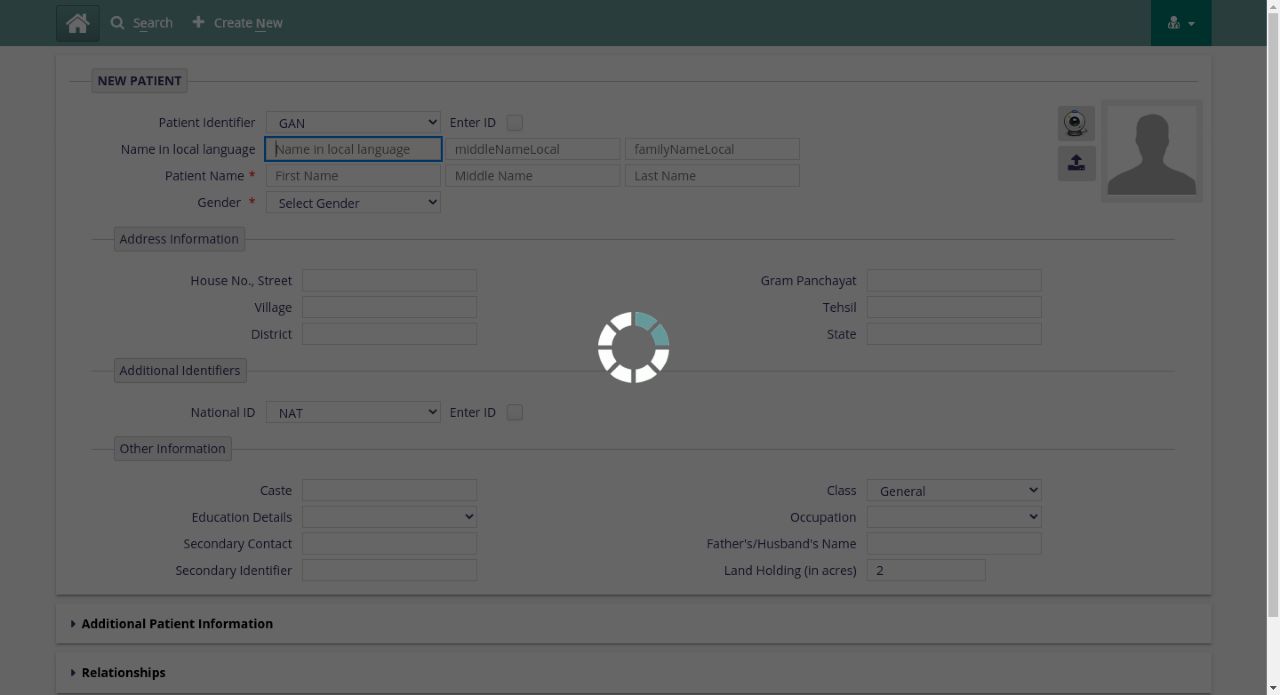 Search Create New
NEW PATIENT
Patient Identifier GAN Enter ID
Name in local language Name in local language middleNameLocal familyNameLocal
Patient Name * First Name Middle Name Last Name
Gender * Select Gender
Address Information
House No., Street Gram Panchayat
Village Tehsil
District State
Additional Identifiers
National ID NAT Enter ID
Other Information
Caste Class General
Education Details Occupation
Secondary Contact Father's/Husband's Name
Secondary Identifier Land Holding (in acres) 2
Additional Patient Information
Relationships